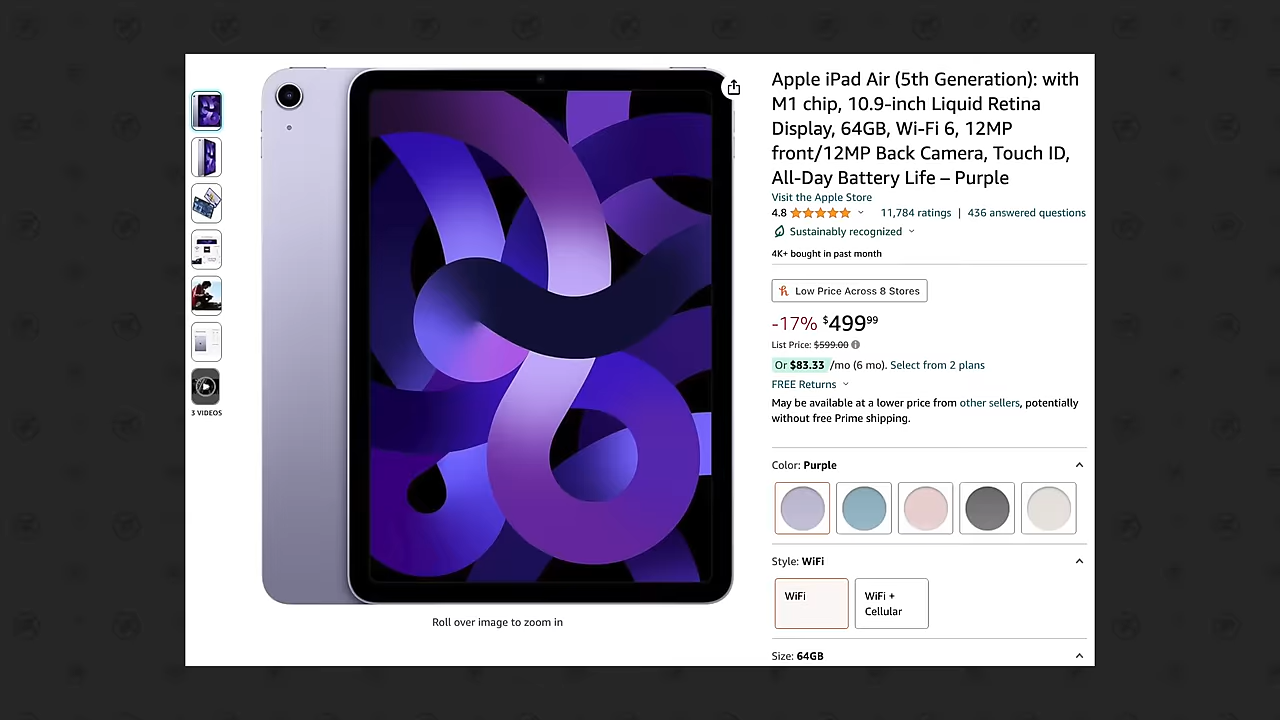 Apple iPad Air (5th Generation): with
M1 chip, 10.9-inch Liquid Retina
Display, 64GB, Wi-Fi 6, 12MP
front/12MP Back Camera, Touch ID,
All-Day Battery Life – Purple
Visit the Apple Store
4.8 11,784 ratings | 436 answered questions
Sustainably recognized
4K+ bought in past month
Low Price Across 8 Stores
-17% $499⁹⁹
List Price: $599.00
Or $83.33 /mo (6 mo). Select from 2 plans
FREE Returns
May be available at a lower price from other sellers, potentially
without free Prime shipping.
Color: Purple
Style: WiFi
WiFi
WiFi +
Cellular
Size: 64GB
3 VIDEOS
Roll over image to zoom in